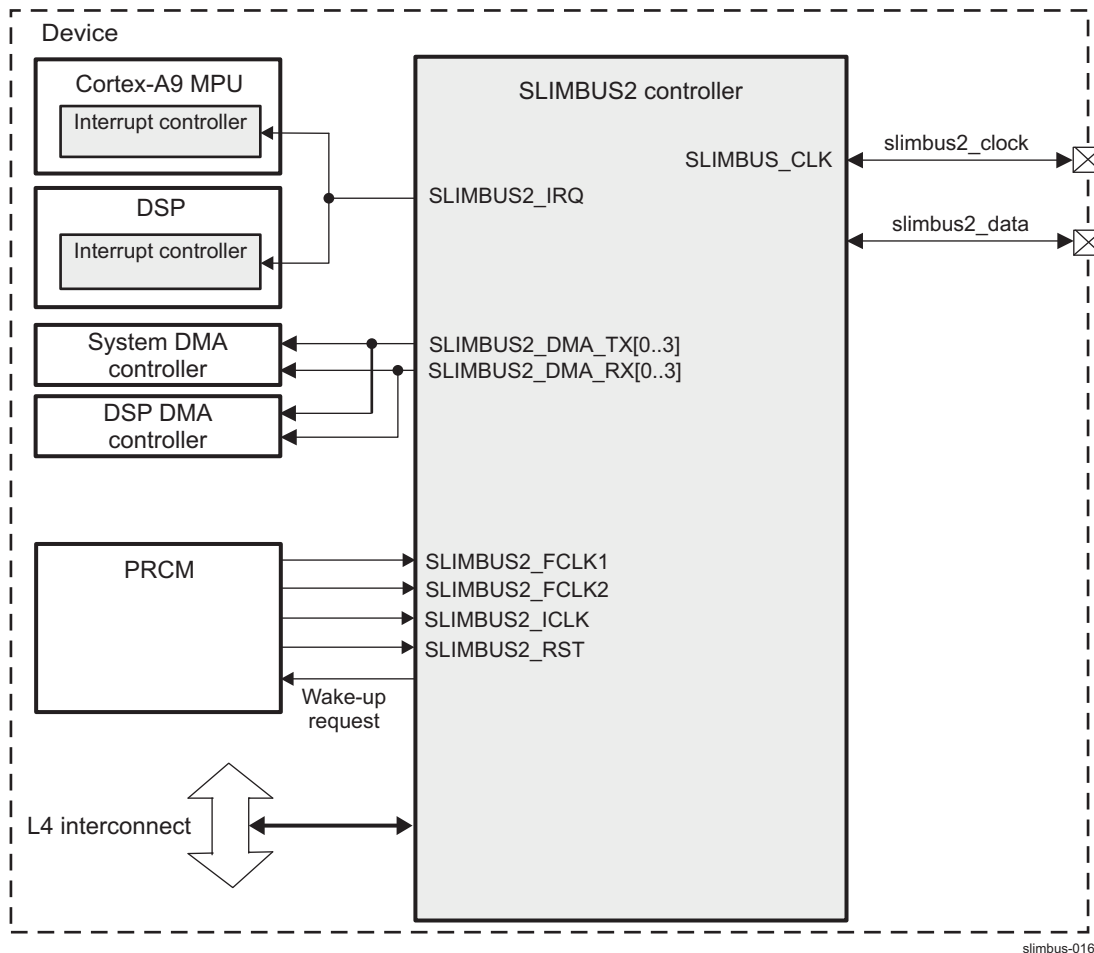 Device
Cortex-A9 MPU
Interrupt controller
SLIMBUS2 controller
slimbus2_clock
SLIMBUS_CLK
SLIMBUS2_IRQ
DSP
slimbus2_data
Interrupt controller
System DMA
controller
SLIMBUS2_DMA_TX[0..3]
SLIMBUS2_DMA_RX[0..3]
DSP DMA
controller
PRCM
SLIMBUS2_FCLK1
SLIMBUS2_FCLK2
SLIMBUS2_ICLK
SLIMBUS2_RST
Wake-up
request
L4 interconnect
slimbus-016